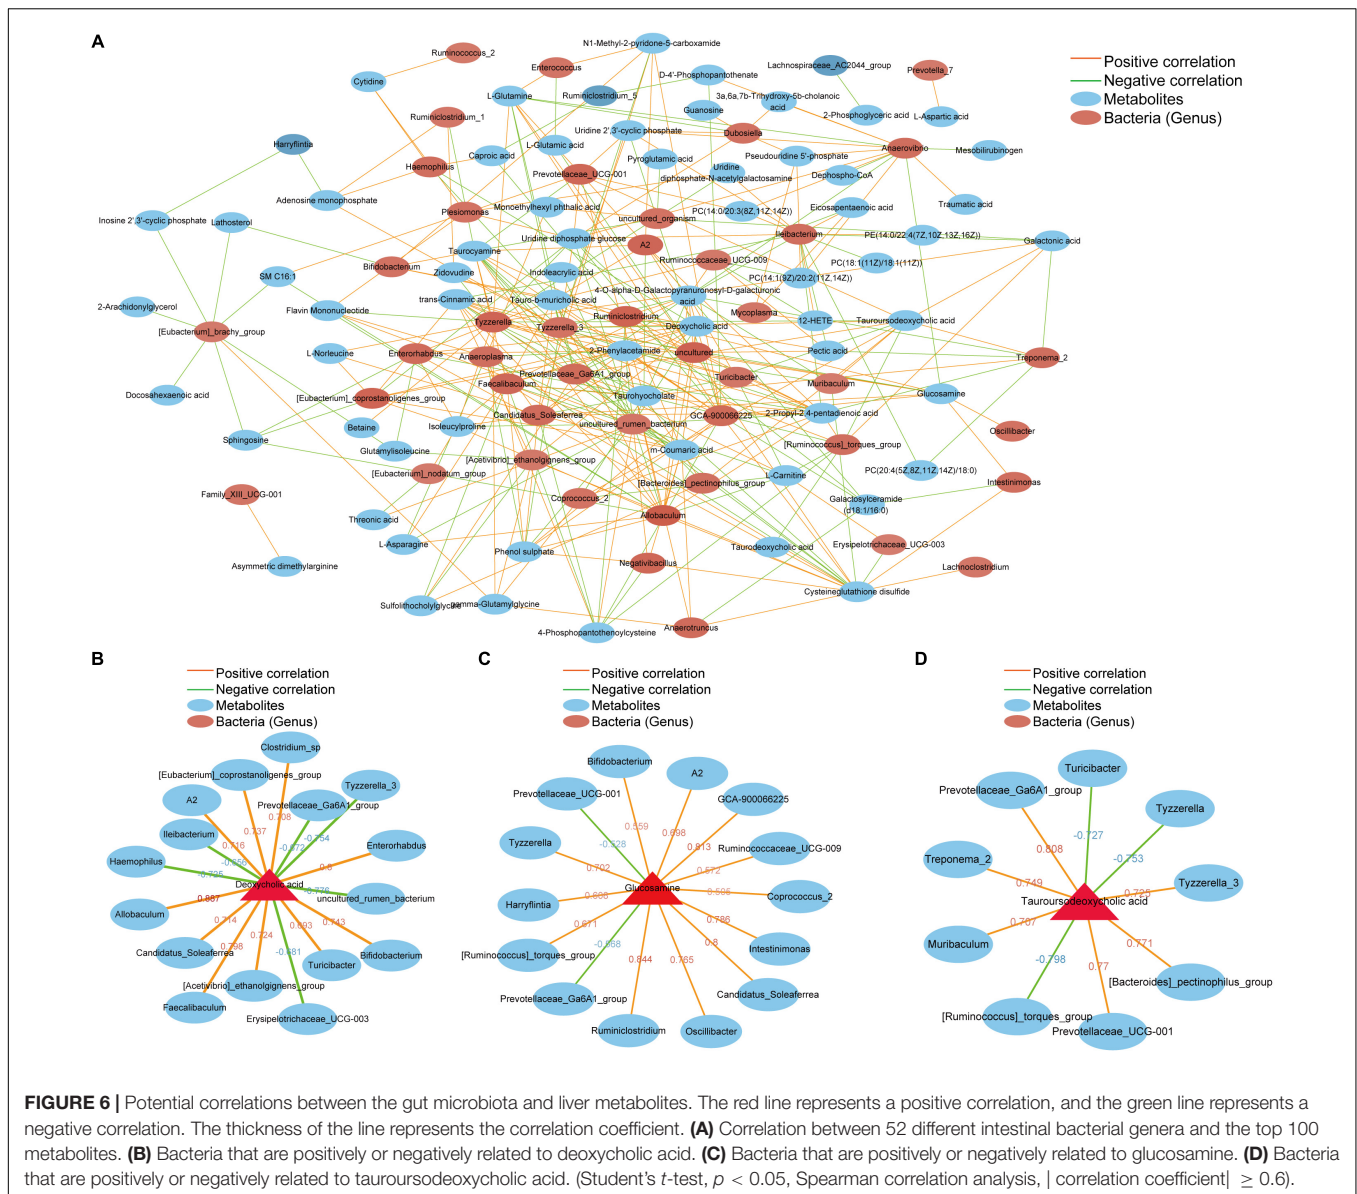 A
Ruminococcus_2
N1-Methyl-2-pyridone-5-carboxamide
Lachnospiraceae_AC2044_group
Prevotella_7
Positive correlation
Negative correlation
Metabolites
Bacteria (Genus)
Cytidine
Enterococcus
D-4'-Phosphopantothenate
L-Glutamine
Ruminiclostridium_5
3a,6a,7b-Trihydroxy-5b-cholanoic
acid
Guanosine
2-Phosphoglyceric acid
L-Aspartic acid
Ruminiclostridium_1
Uridine 2',3'-cyclic phosphate
Dubosiella
Harryflintia
L-Glutamic acid
Anaerovibrio
Mesobilirubinogen
Haemophilus
Caproic acid
Pyroglutamic acid
Pseudouridine 5'-phosphate
Prevotellaceae_UCG-001
Uridine
diphosphate-N-acetylgalactosamine
Dephospho-CoA
Adenosine monophosphate
Traumatic acid
Inosine 2',3'-cyclic phosphate
Lathosterol
Plesiomonas
Monoethylhexyl phthalic acid
uncultured_organism
PC(14:0/20:3(8Z,11Z,14Z))
Eicosapentaenoic acid
Ileibacterium
PE(14:0/22:4(7Z,10Z,13Z,16Z))
Galactonic acid
Taurocyamine
Uridine diphosphate glucose
A2
Bifidobacterium
Zidovudine
Indoleacrylic acid
Ruminococcaceae_UCG-009
PC(18:1(11Z)/18:1(11Z))
SM C16:1
PC(14:1(9Z)/20:2(11Z,14Z))
2-Arachidonylglycerol
Flavin Mononucleotide
trans-Cinnamic acid
Tauro-b-muricholic acid
4-O-alpha-D-Galactopyranuronosyl-D-galacturonic
acid
[Eubacterium]_brachy_group
Tyzzerella
Tyzzerella_3
Ruminiclostridium
Deoxycholic acid
Mycoplasma
12-HETE
Tauroursodeoxycholic acid
L-Norleucine
Enterorhabdus
Anaeroplasma
2-Phenylacetamide
uncultured
Pectic acid
Treponema_2
Docosahexaenoic acid
Prevotellaceae_Ga6A1_group
Faecalibaculum
Turicibacter
Muribaculum
Glucosamine
[Eubacterium]_coprostanoligenes_group
Taurohyocholate
Candidatus_Soleaferrea
GCA-900066225
2-Propyl-2,4-pentadienoic acid
Betaine
Isoleucylproline
uncultured_rumen_bacterium
Oscillibacter
Sphingosine
Glutamylisoleucine
m-Coumaric acid
[Ruminococcus]_torques_group
[Eubacterium]_nodatum_group
[Acetivibrio]_ethanolgignens_group
L-Carnitine
PC(20:4(5Z,8Z,11Z,14Z)/18:0)
Intestinimonas
[Bacteroides]_pectinophilus_group
Family_XIII_UCG-001
Coprococcus_2
Galactosylceramide
(d18:1/16:0)
Threonic acid
Allobaculum
L-Asparagine
Phenol sulphate
Taurodeoxycholic acid
Erysipelotrichaceae_UCG-003
Asymmetric dimethylarginine
Negativibacillus
Lachnoclostridium
Cysteineglutathione disulfide
Sulfolithocholylglycine
gamma-Glutamylglycine
4-Phosphopantothenoylcysteine
Anaerotruncus
B
Positive correlation
Negative correlation
Metabolites
Bacteria (Genus)
Clostridium_sp
[Eubacterium]_coprostanoligenes_group
Tyzzerella_3
A2
Prevotellaceae_Ga6A1_group
0.708
Ileibacterium
0.737
-0.754
0.716
-0.672
Enterorhabdus
Haemophilus
-0.656
0.8
-0.725
Deoxycholic acid
-0.776
uncultured_rumen_bacterium
0.887
Allobaculum
0.714
0.693
0.743
0.724
0.798
-0.681
Candidatus_Soleaferrea
Turicibacter
Bifidobacterium
[Acetivibrio]_ethanolgignens_group
Faecalibaculum
Erysipelotrichaceae_UCG-003
C
Positive correlation
Negative correlation
Metabolites
Bacteria (Genus)
Bifidobacterium
A2
Prevotellaceae_UCG-001
GCA-900066225
0.559
0.698
-0.528
Tyzzerella
0.813
Ruminococcaceae_UCG-009
0.702
0.572
Glucosamine
Harryflintia
Coprococcus_2
0.671
0.786
-0.568
0.8
Intestinimonas
[Ruminococcus]_torques_group
0.844
0.765
Prevotellaceae_Ga6A1_group
Candidatus_Soleaferrea
Ruminiclostridium
Oscillibacter
D
Positive correlation
Negative correlation
Metabolites
Bacteria (Genus)
Turicibacter
Prevotellaceae_Ga6A1_group
Tyzzerella
-0.727
0.808
-0.753
Treponema_2
0.749
Tyzzerella_3
0.725
Tauroursodeoxycholic acid
0.707
Muribaculum
0.771
-0.798
0.77
[Bacteroides]_pectinophilus_group
[Ruminococcus]_torques_group
Prevotellaceae_UCG-001
FIGURE 6 | Potential correlations between the gut microbiota and liver metabolites. The red line represents a positive correlation, and the green line represents a
negative correlation. The thickness of the line represents the correlation coefficient. (A) Correlation between 52 different intestinal bacterial genera and the top 100
metabolites. (B) Bacteria that are positively or negatively related to deoxycholic acid. (C) Bacteria that are positively or negatively related to glucosamine. (D) Bacteria
that are positively or negatively related to tauroursodeoxycholic acid. (Student's t-test, p < 0.05, Spearman correlation analysis, | correlation coefficient| ≥ 0.6).